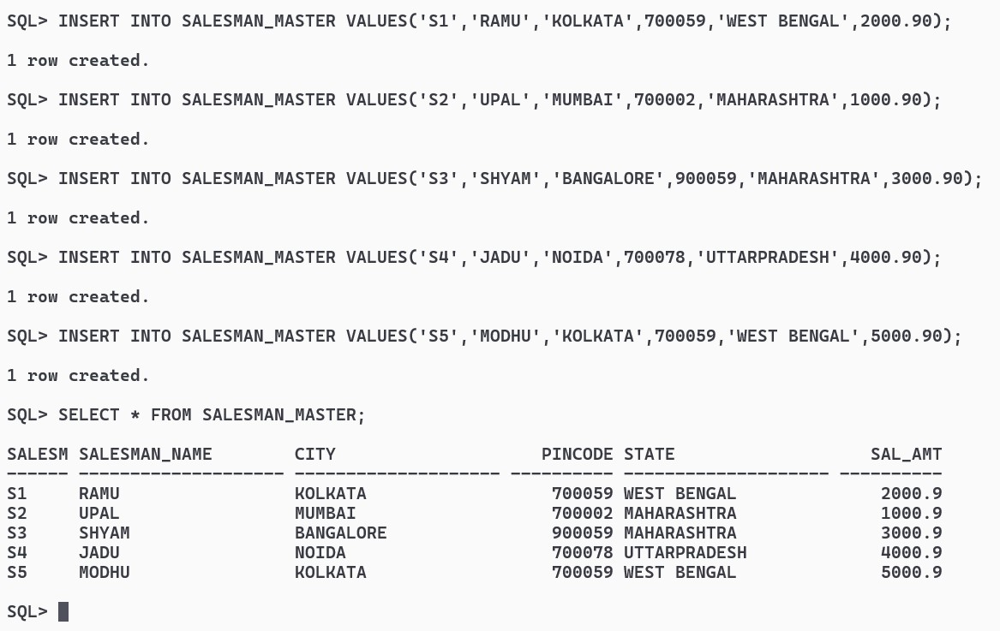 SQL> INSERT INTO SALESMAN_MASTER VALUES('S1','RAMU','KOLKATA',700059,'WEST BENGAL',2000.90);
1 row created.
SQL> INSERT INTO SALESMAN_MASTER VALUES('S2','UPAL','MUMBAI',700002,'MAHARASHTRA',1000.90);
1 row created.
SQL> INSERT INTO SALESMAN_MASTER VALUES('S3','SHYAM','BANGALORE',900059,'MAHARASHTRA',3000.90);
1 row created.
SQL> INSERT INTO SALESMAN_MASTER VALUES('S4','JADU','NOIDA',700078,'UTTARPRADESH',4000.90);
1 row created.
SQL> INSERT INTO SALESMAN_MASTER VALUES('S5','MODHU','KOLKATA',700059,'WEST BENGAL',5000.90);
1 row created.
SQL> SELECT * FROM SALESMAN_MASTER;
SALESM SALESMAN_NAME        CITY                    PINCODE STATE                   SAL_AMT
------ -------------------- -------------------- ---------- -------------------- ----------
S1     RAMU                 KOLKATA                  700059 WEST BENGAL              2000.9
S2     UPAL                 MUMBAI                   700002 MAHARASHTRA              1000.9
S3     SHYAM                BANGALORE                900059 MAHARASHTRA              3000.9
S4     JADU                 NOIDA                    700078 UTTARPRADESH             4000.9
S5     MODHU                KOLKATA                  700059 WEST BENGAL              5000.9
SQL>